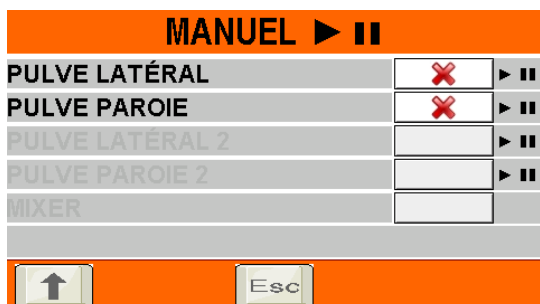 MANUEL ►▐▐
PULVE LATÉRAL ►▐▐
PULVE PAROIE ►▐▐
PULVE LATÉRAL 2 ►▐▐
PULVE PAROIE 2 ►▐▐
MIXER
Esc